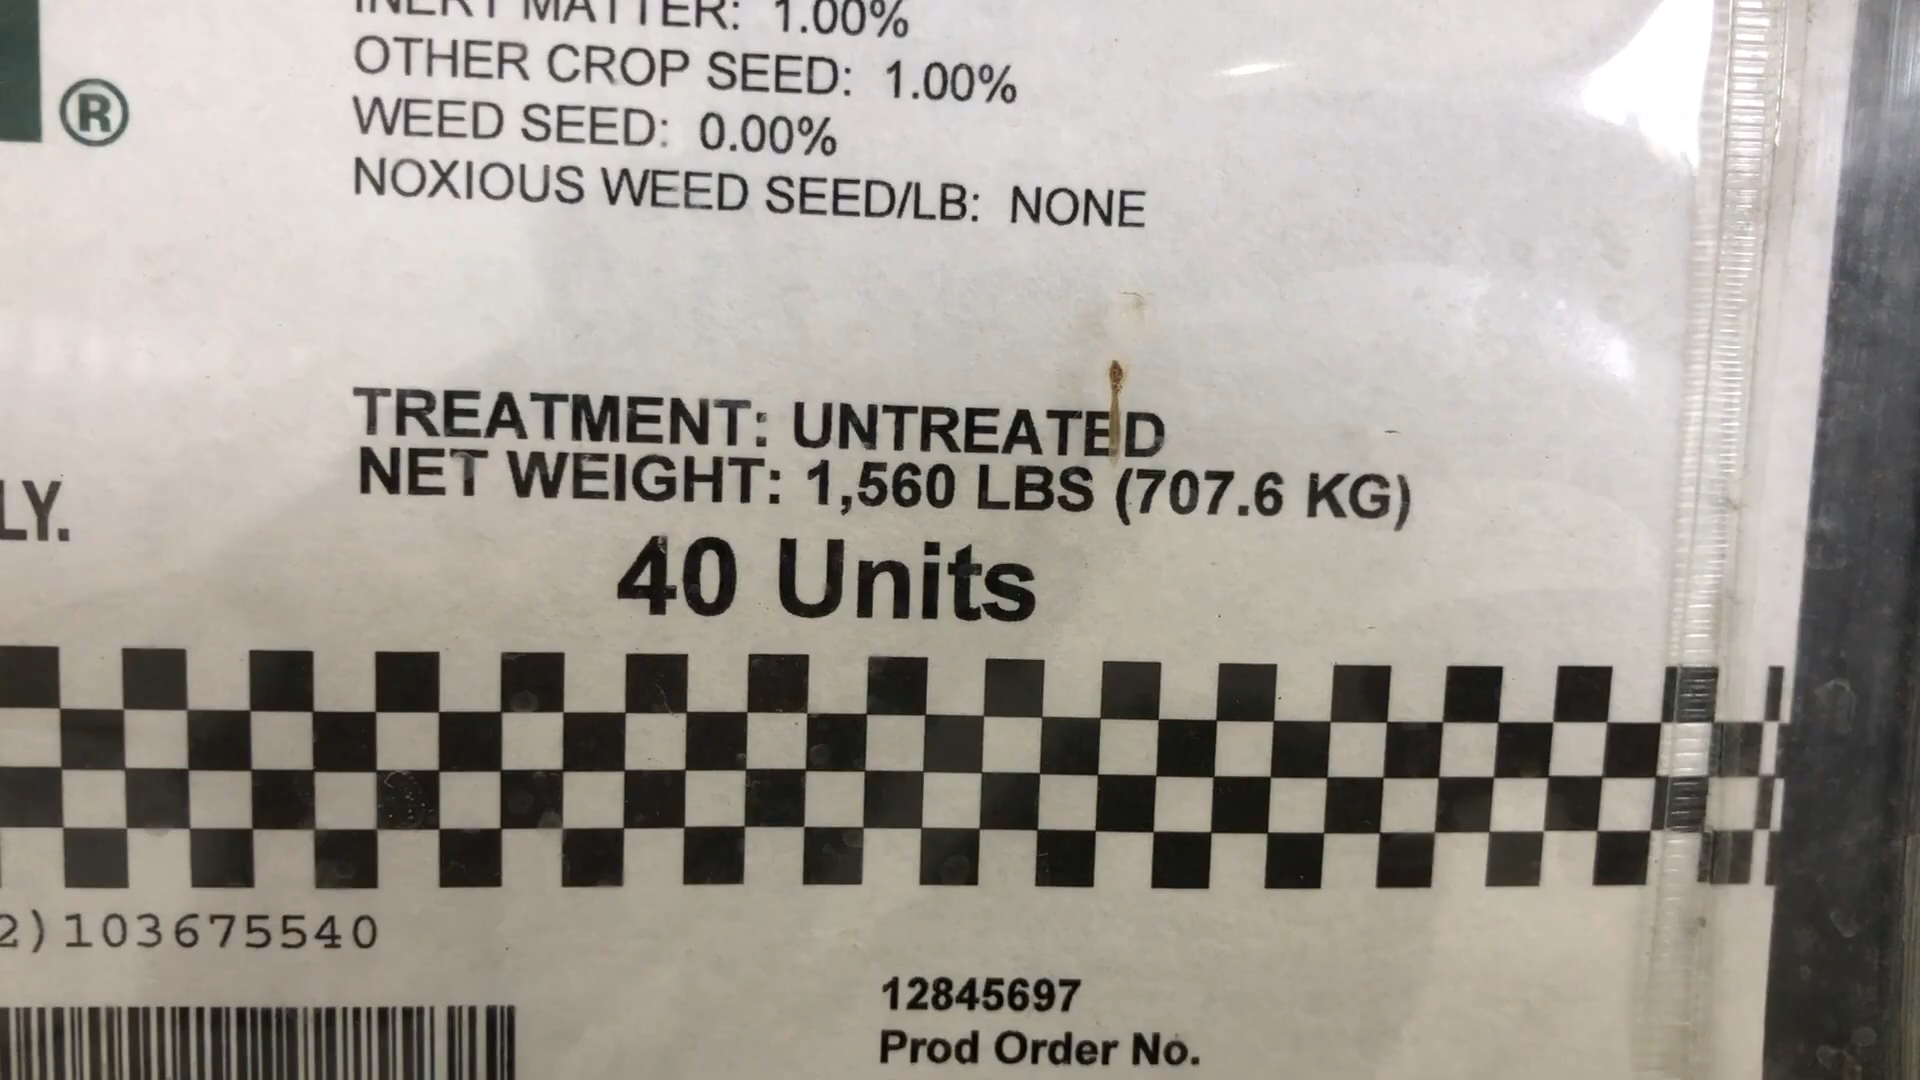 INERT MATTER: 1.00%
OTHER CROP SEED: 1.00%
®
WEED SEED: 0.00%
NOXIOUS WEED SEED/LB: NONE
TREATMENT: UNTREATED
NET WEIGHT: 1,560 LBS (707.6 KG)
LY.
40 Units
2)103675540
12845697
Prod Order No.